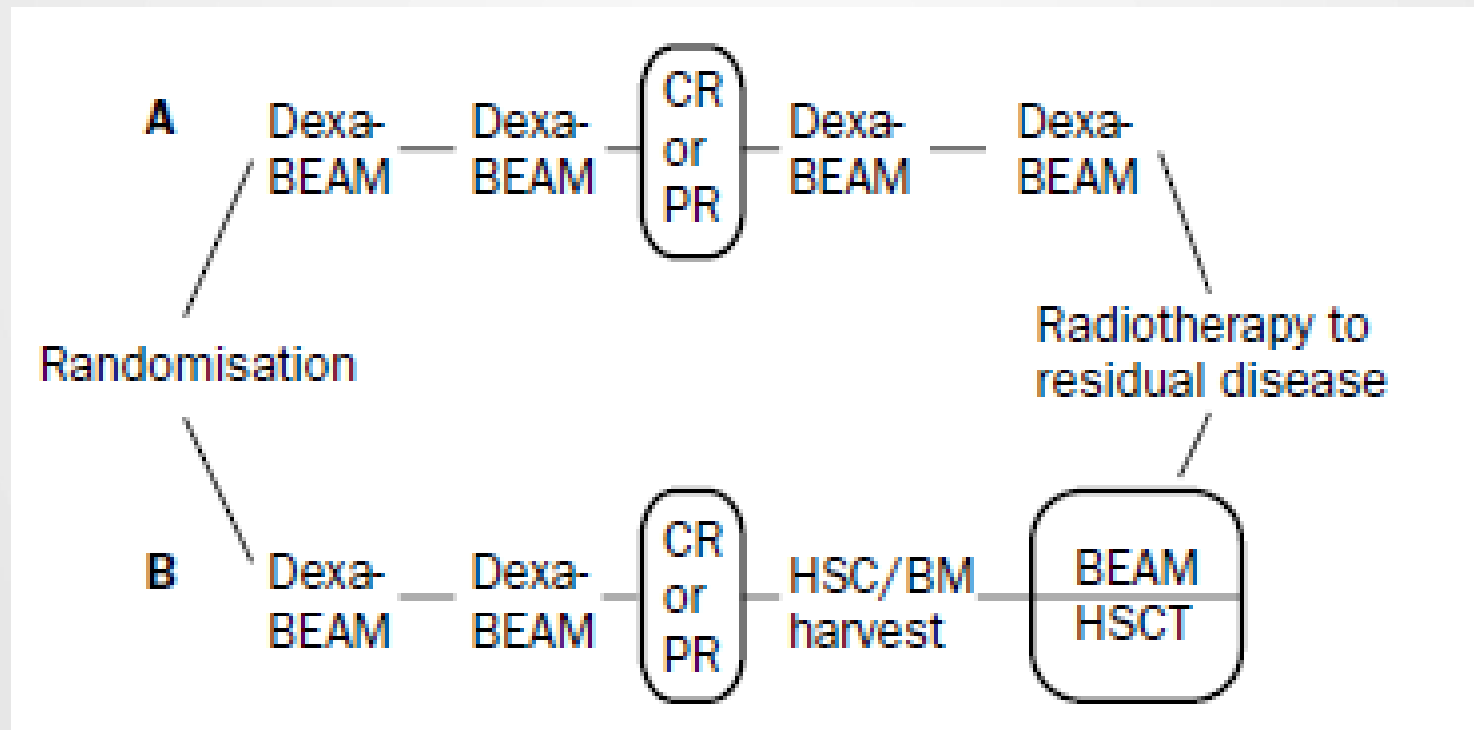 A
Dexa-
BEAM
Dexa-
BEAM
CR
or
PR
Dexa-
BEAM
Dexa-
BEAM
Randomisation
Radiotherapy to
residual disease
B
Dexa-
BEAM
Dexa-
BEAM
CR
or
PR
HSC/BM
harvest
BEAM
HSCT